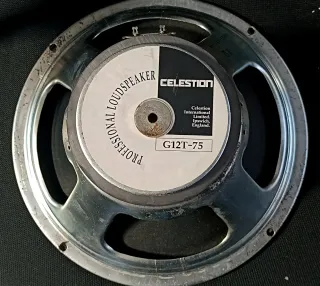 PROFESSIONAL LOUDSPEAKER
CELESTION
Celestion
International
Limited.
Ipswich,
England.
G12T-75